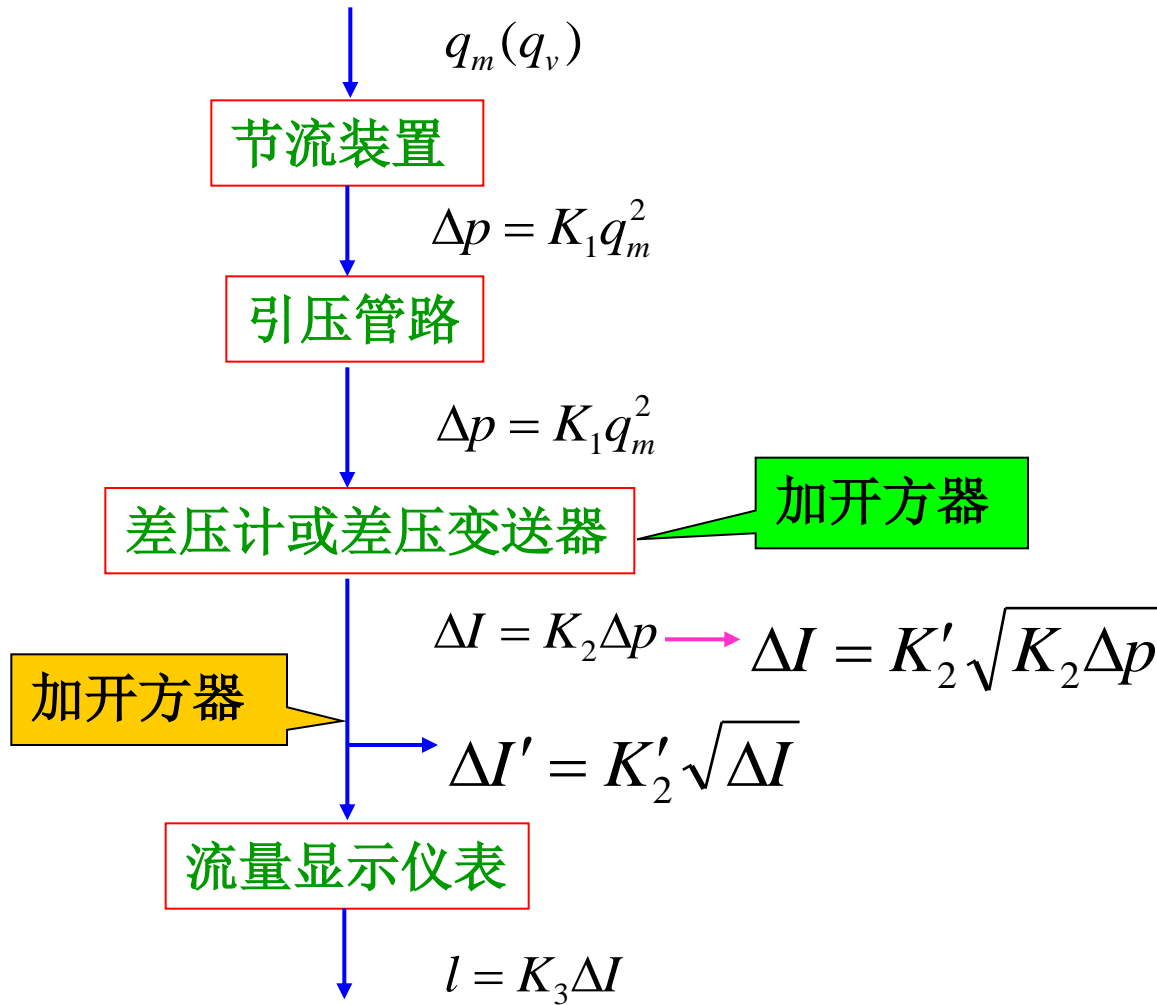 q_m(q_v)
节流装置
Δp = K_1 q_m^2
引压管路
Δp = K_1 q_m^2
加开方器
差压计或差压变送器
ΔI = K_2 Δp → ΔI = K_2′ √(K_2 Δp)
加开方器
ΔI′ = K_2′ √(ΔI)
流量显示仪表
l = K_3 ΔI